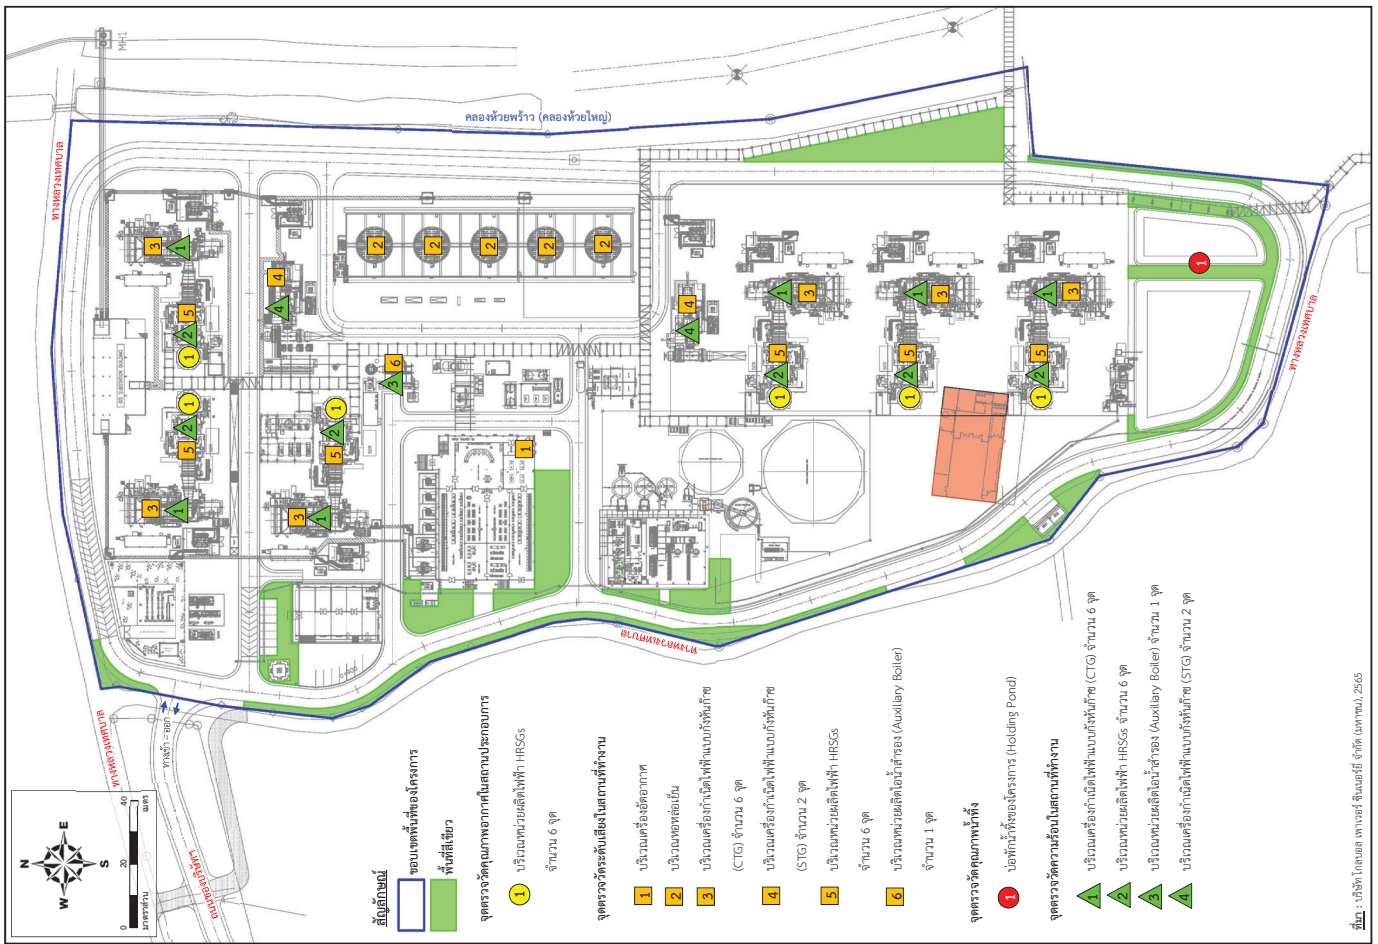 MH1
คลองห้วยพร้าว (คลองห้วยใหญ่)
ทางหลวงเทศบาล
ทางหลวงเทศบาล
ทางหลวงเทศบาล
ทางหลวงเทศบาล
ทางเข้า - ออก
ถนนของบริษัทฯ
GIS SUBSTATION BUILDING
N
W
E
S
0
20
40
มาตราส่วน
เมตร
สัญลักษณ์
ขอบเขตพื้นที่ของโครงการ
พื้นที่สีเขียว
จุดตรวจวัดคุณภาพอากาศในสถานประกอบการ
1 บริเวณหน่วยผลิตไฟฟ้า HRSGs
จำนวน 6 จุด
จุดตรวจวัดระดับเสียงในสถานที่ทำงาน
1 บริเวณเครื่องอัดอากาศ
2 บริเวณหอหล่อเย็น
3 บริเวณเครื่องกำเนิดไฟฟ้าแบบกังหันก๊าซ
(CTG) จำนวน 6 จุด
4 บริเวณเครื่องกำเนิดไฟฟ้าแบบกังหันก๊าซ
(STG) จำนวน 2 จุด
5 บริเวณหน่วยผลิตไฟฟ้า HRSGs
จำนวน 6 จุด
6 บริเวณหน่วยผลิตไอน้ำสำรอง (Auxiliary Boiler)
จำนวน 1 จุด
จุดตรวจวัดคุณภาพน้ำทิ้ง
1 บ่อพักน้ำทิ้งของโครงการ (Holding Pond)
จุดตรวจวัดความร้อนในสถานที่ทำงาน
1 บริเวณเครื่องกำเนิดไฟฟ้าแบบกังหันก๊าซ (CTG) จำนวน 6 จุด
2 บริเวณหน่วยผลิตไฟฟ้า HRSGs จำนวน 6 จุด
3 บริเวณหน่วยผลิตไอน้ำสำรอง (Auxiliary Boiler) จำนวน 1 จุด
4 บริเวณเครื่องกำเนิดไฟฟ้าแบบกังหันก๊าซ (STG) จำนวน 2 จุด
ที่มา : บริษัท โกลบอล เพาเวอร์ ซินเนอร์ยี่ จำกัด (มหาชน), 2565